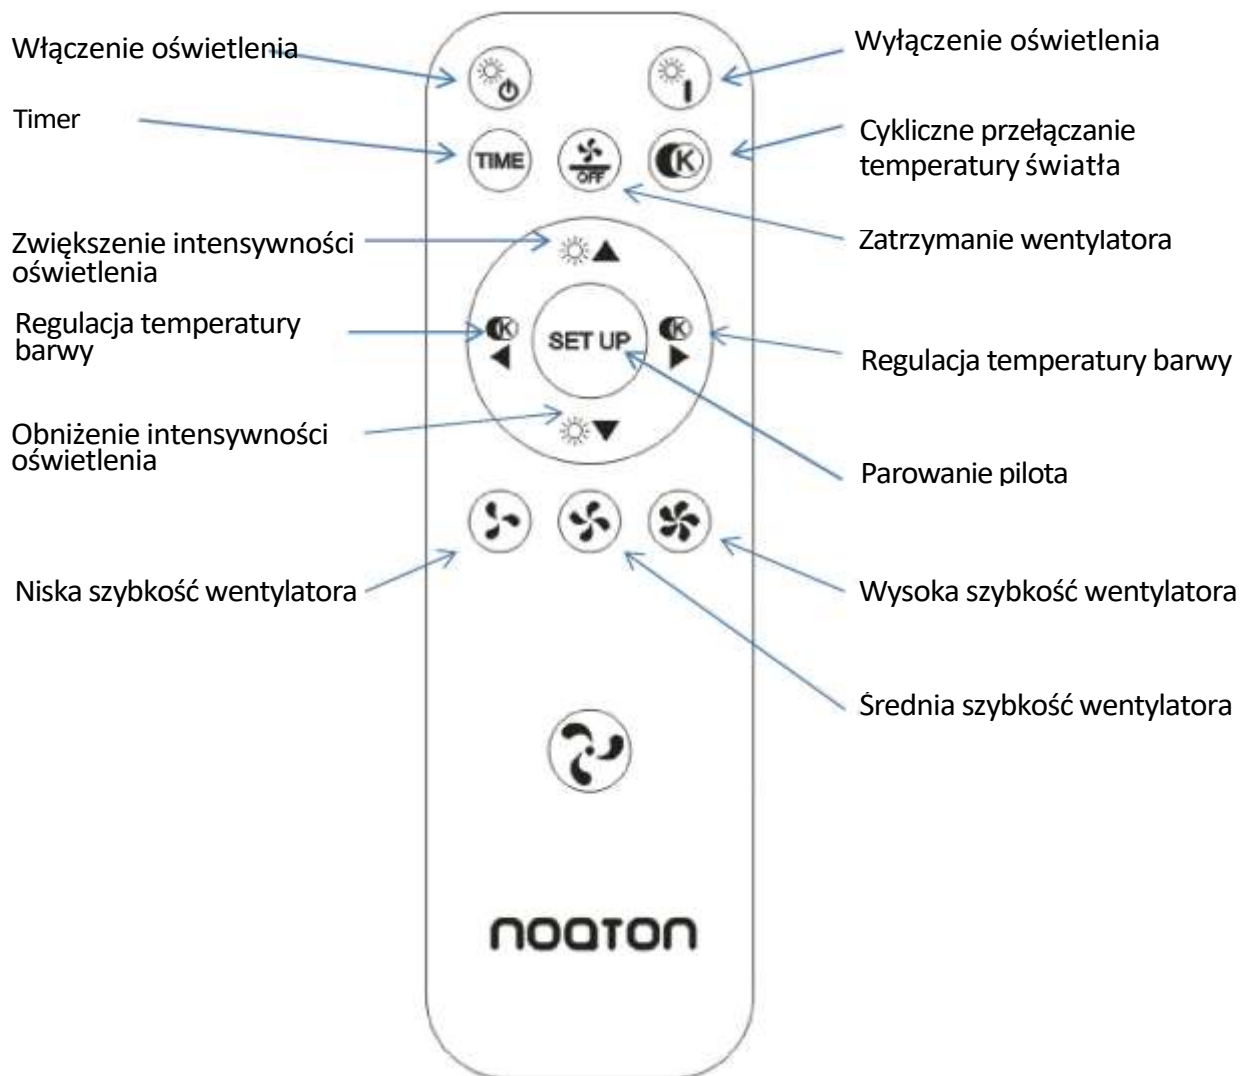 Włączenie oświetlenia
Wyłączenie oświetlenia
Timer
TIME
OFF
K
Cykliczne przełączanie
temperatury światła
Zwiększenie intensywności
oświetlenia
Zatrzymanie wentylatora
Regulacja temperatury
barwy
K
SET UP
K
Regulacja temperatury barwy
Obniżenie intensywności
oświetlenia
Parowanie pilota
Niska szybkość wentylatora
Wysoka szybkość wentylatora
Średnia szybkość wentylatora
noaton